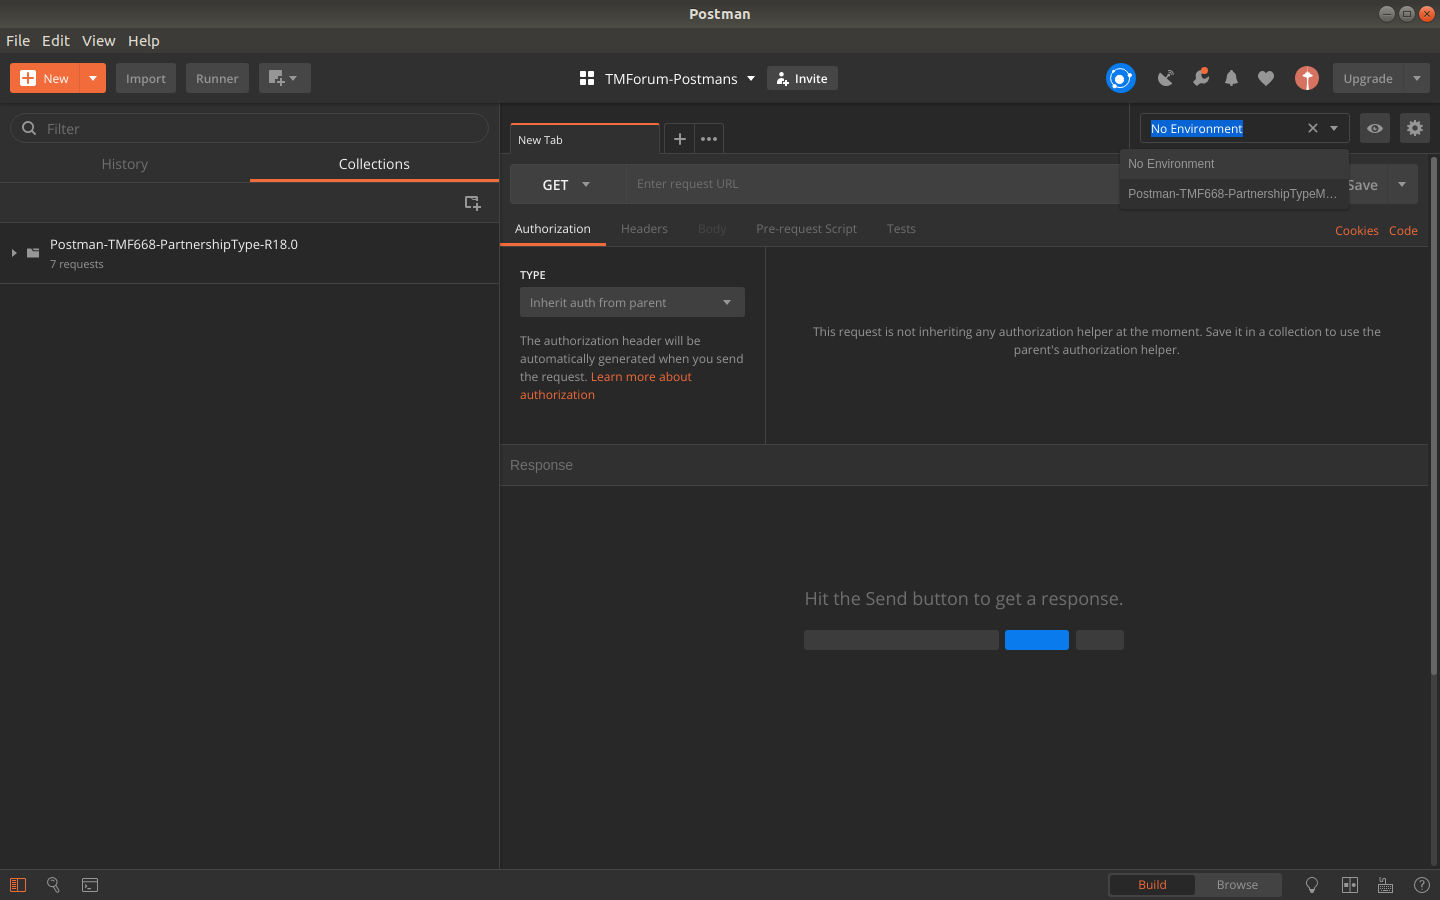 Postman
File Edit View Help
New
Import
Runner
TMForum-Postmans
Invite
Upgrade
Filter
History
Collections
Postman-TMF668-PartnershipType-R18.0
7 requests
New Tab
No Environment
No Environment
Postman-TMF668-PartnershipTypeM...
GET
Enter request URL
Save
Authorization
Headers
Body
Pre-request Script
Tests
Cookies
Code
TYPE
Inherit auth from parent
The authorization header will be
automatically generated when you send
the request. Learn more about
authorization
This request is not inheriting any authorization helper at the moment. Save it in a collection to use the
parent's authorization helper.
Response
Hit the Send button to get a response.
Build
Browse